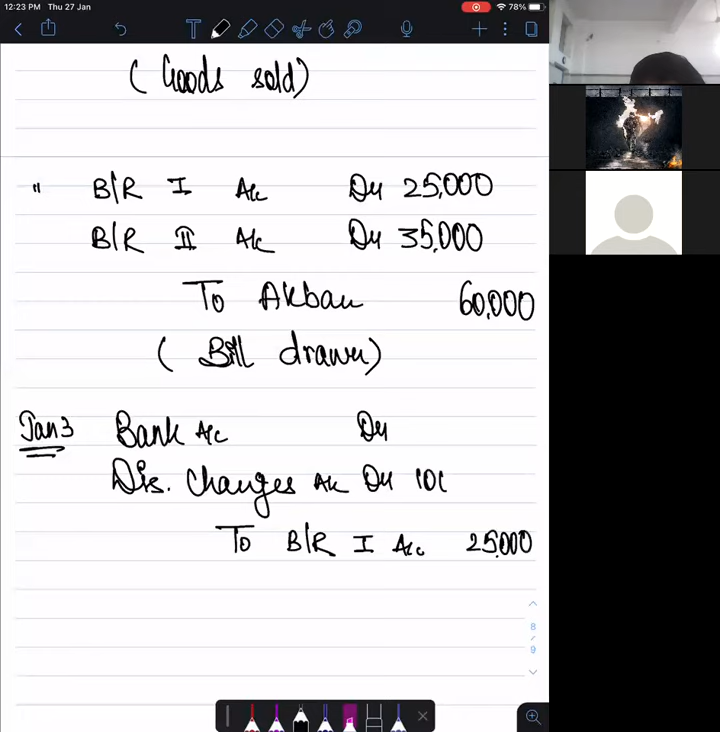 12:23 PM Thu 27 Jan 78%
(Goods sold)
" B/R I A/c Dr 25,000
B/R II A/c Dr 35,000
To Akbar 60,000
(Bill drawn)
Jan 3 Bank A/c Dr
Dis. Charges A/c Dr 10(
To B/R I A/c 25,000
8
/
9